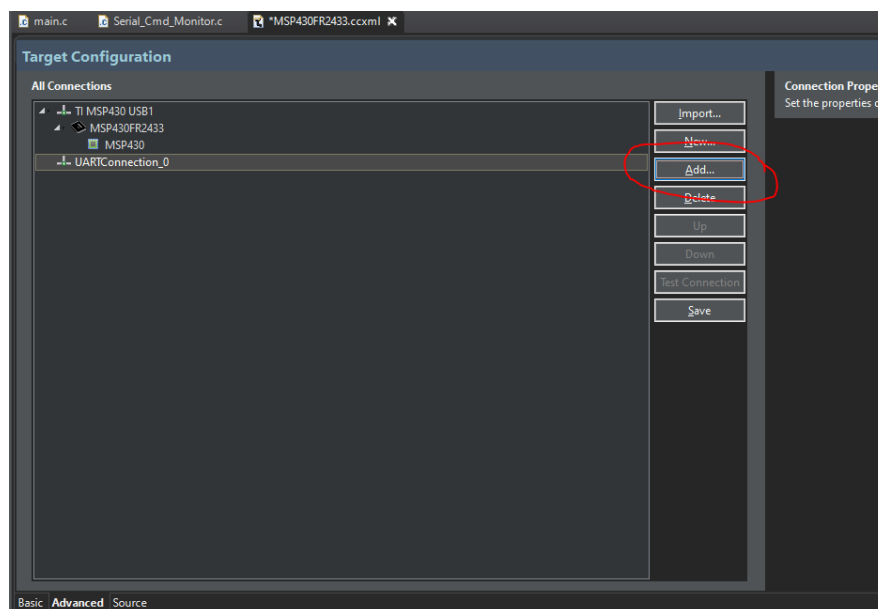 main.c Serial_Cmd_Monitor.c *MSP430FR2433.ccxml
Target Configuration
All Connections
TI MSP430 USB1
MSP430FR2433
MSP430
UARTConnection_0
Import...
New...
Add...
Delete
Up
Down
Test Connection
Save
Connection Prope
Set the properties o
Basic Advanced Source